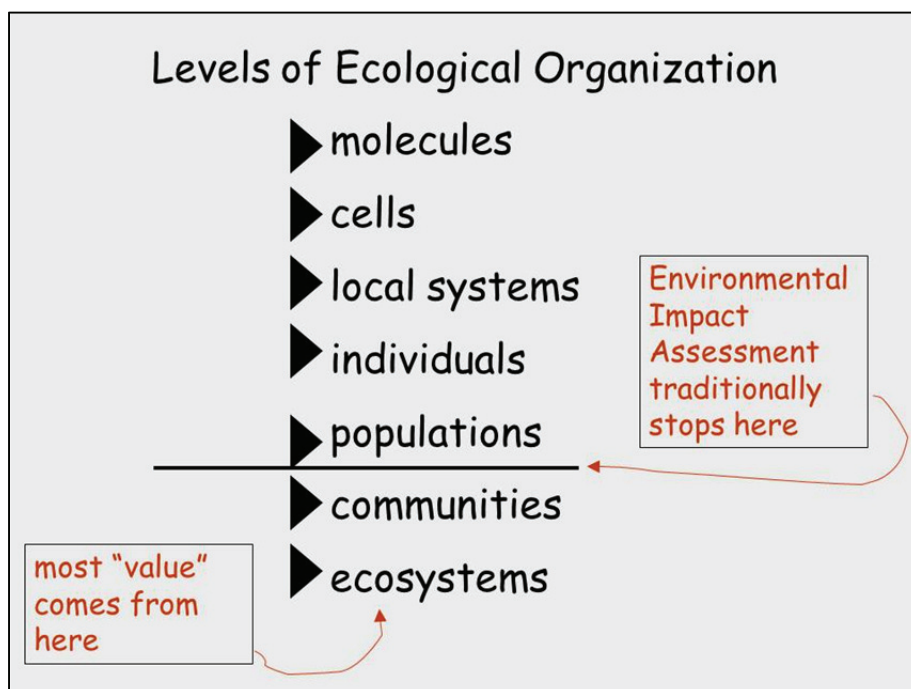 Levels of Ecological Organization
molecules
cells
local systems
individuals
populations
communities
ecosystems
Environmental
Impact
Assessment
traditionally
stops here
most “value”
comes from
here